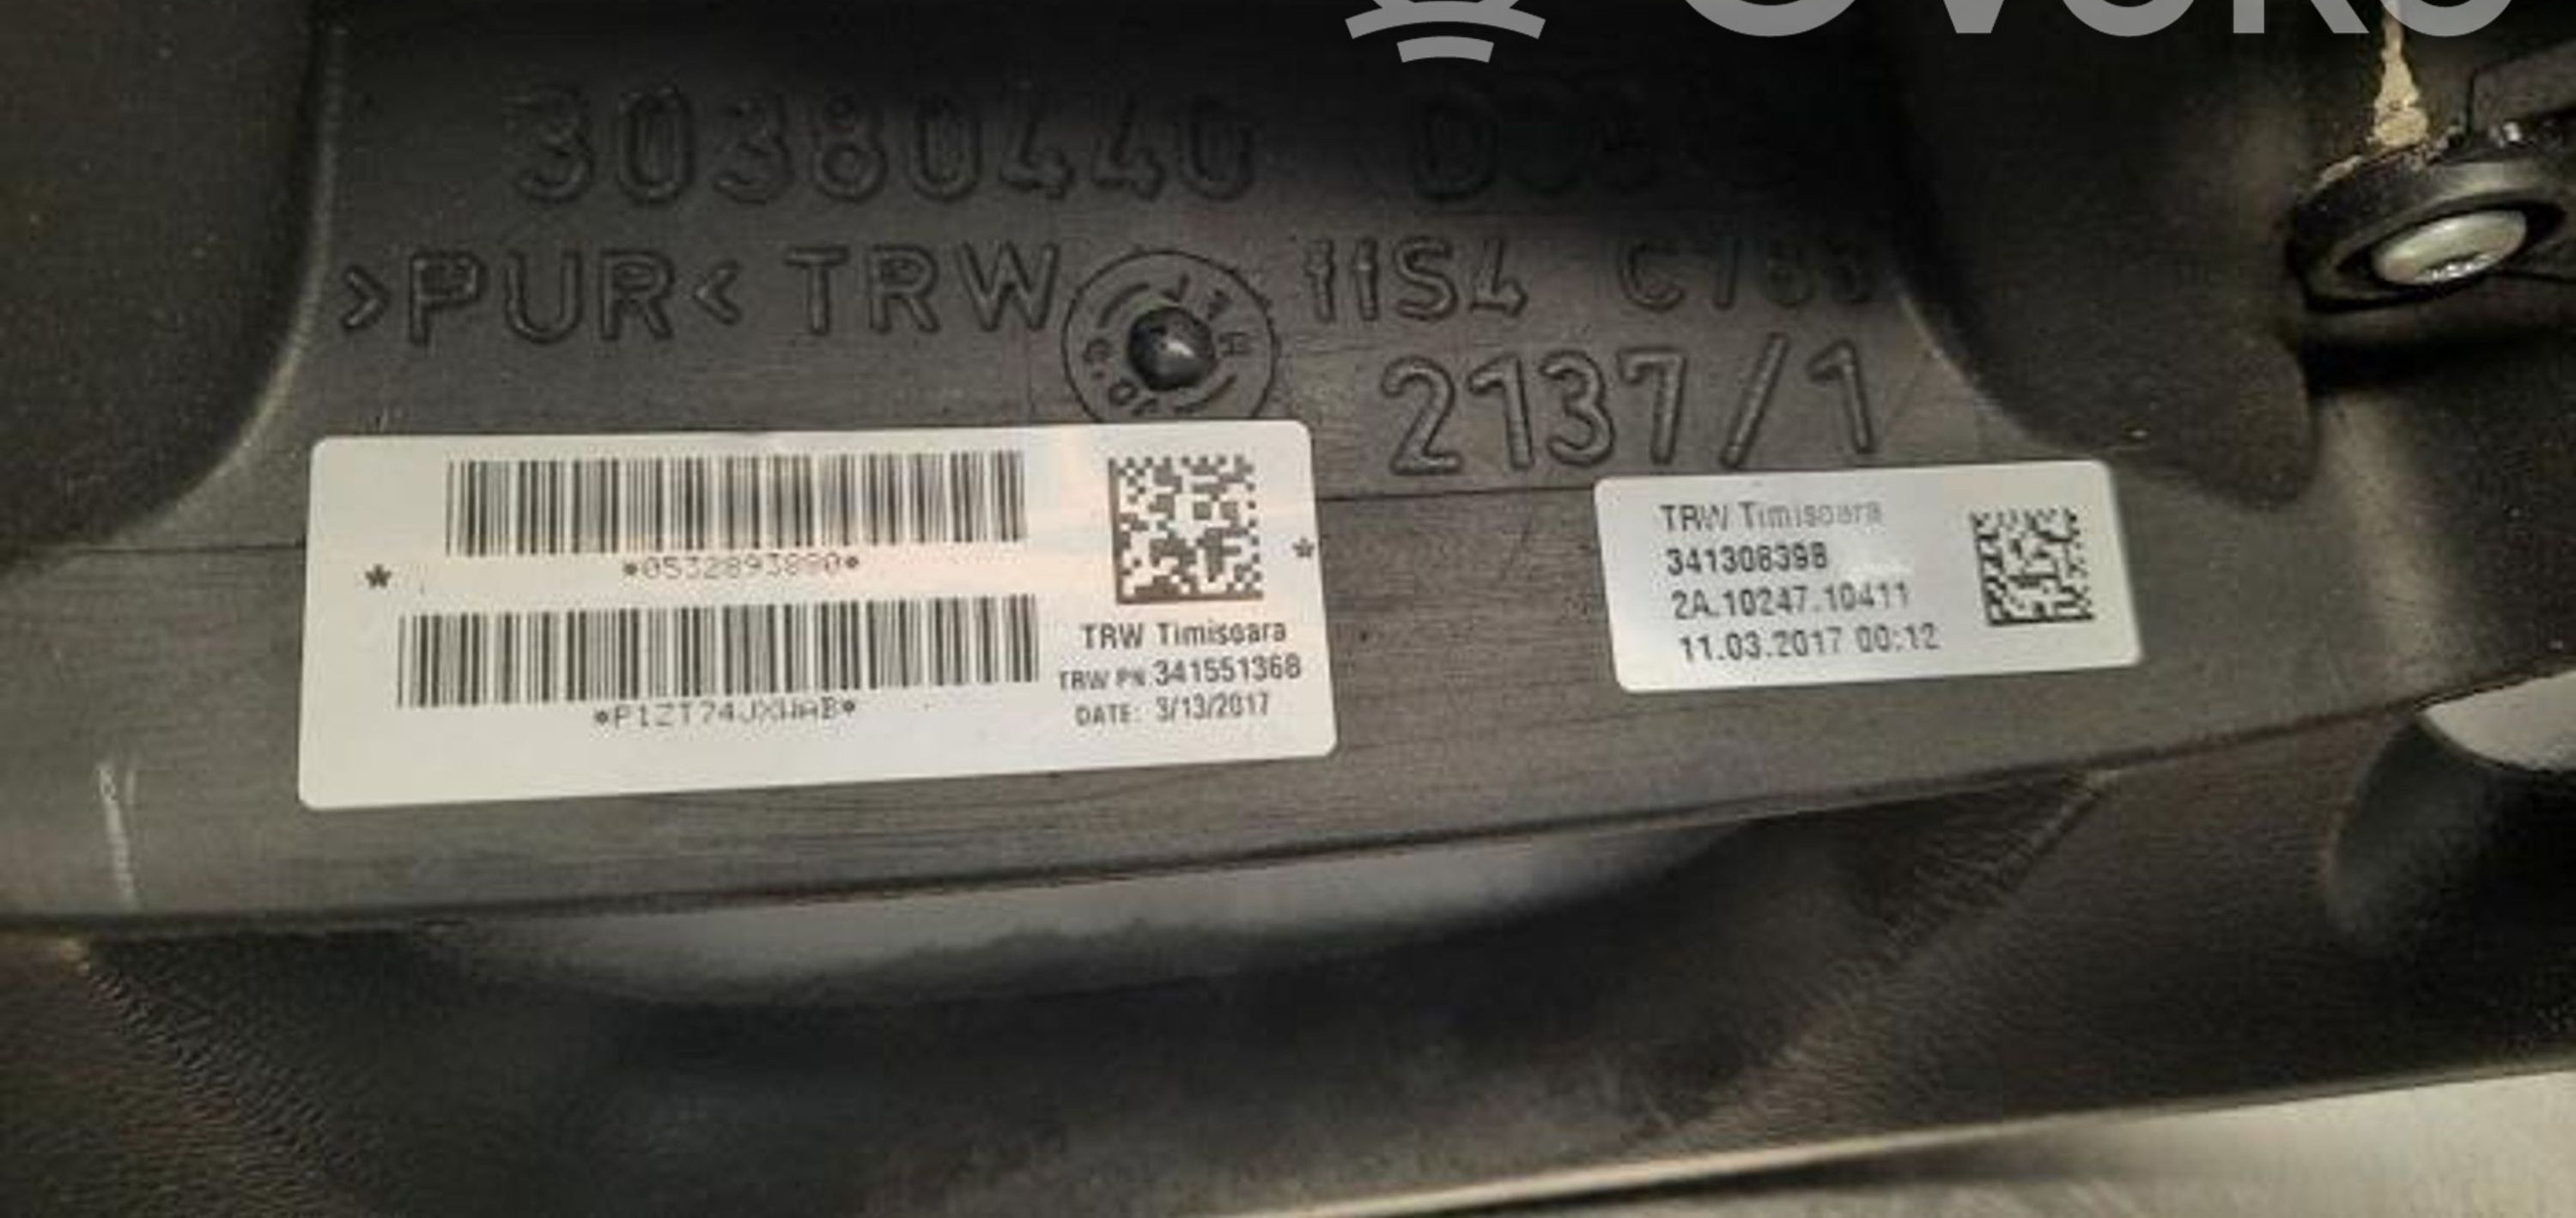 30380440
>PUR< TRW
2137/1
*0532893890*
*P1ZT74JXWAB*
TRW Timisoara
TRW PN 341551368
DATE: 3/13/2017
TRW Timisoara
341308398
2A.10247.10411
11.03.2017 00:12